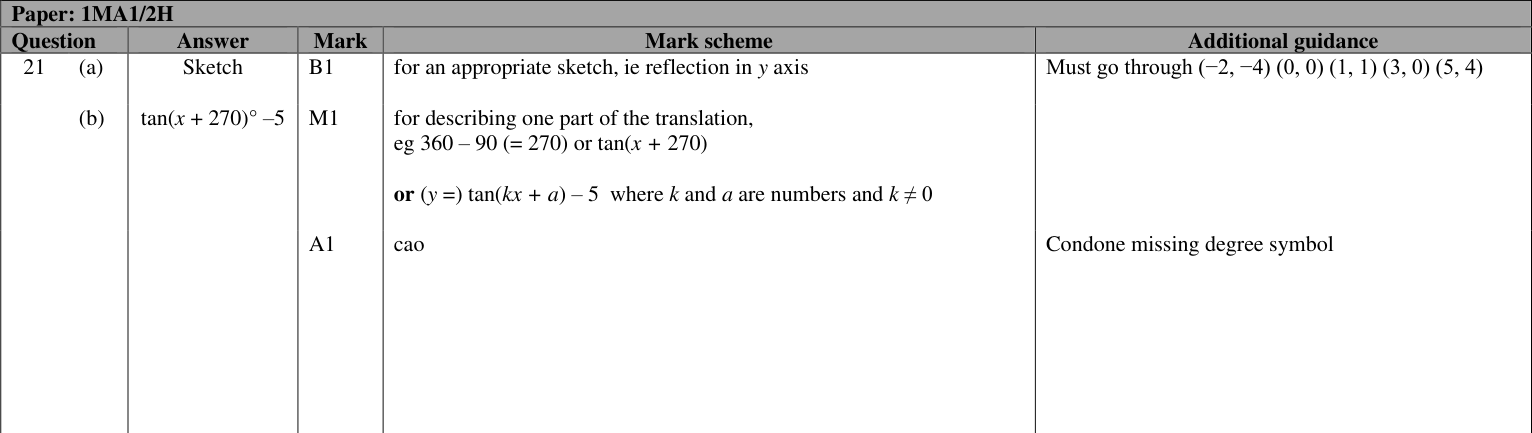 Paper: 1MA1/2H
Question Answer Mark Mark scheme Additional guidance
21 (a) Sketch B1 for an appropriate sketch, ie reflection in y axis Must go through (−2, −4) (0, 0) (1, 1) (3, 0) (5, 4)
(b) tan(x + 270)° –5 M1 for describing one part of the translation,
eg 360 – 90 (= 270) or tan(x + 270)
or (y =) tan(kx + a) – 5 where k and a are numbers and k ≠ 0
A1 cao Condone missing degree symbol